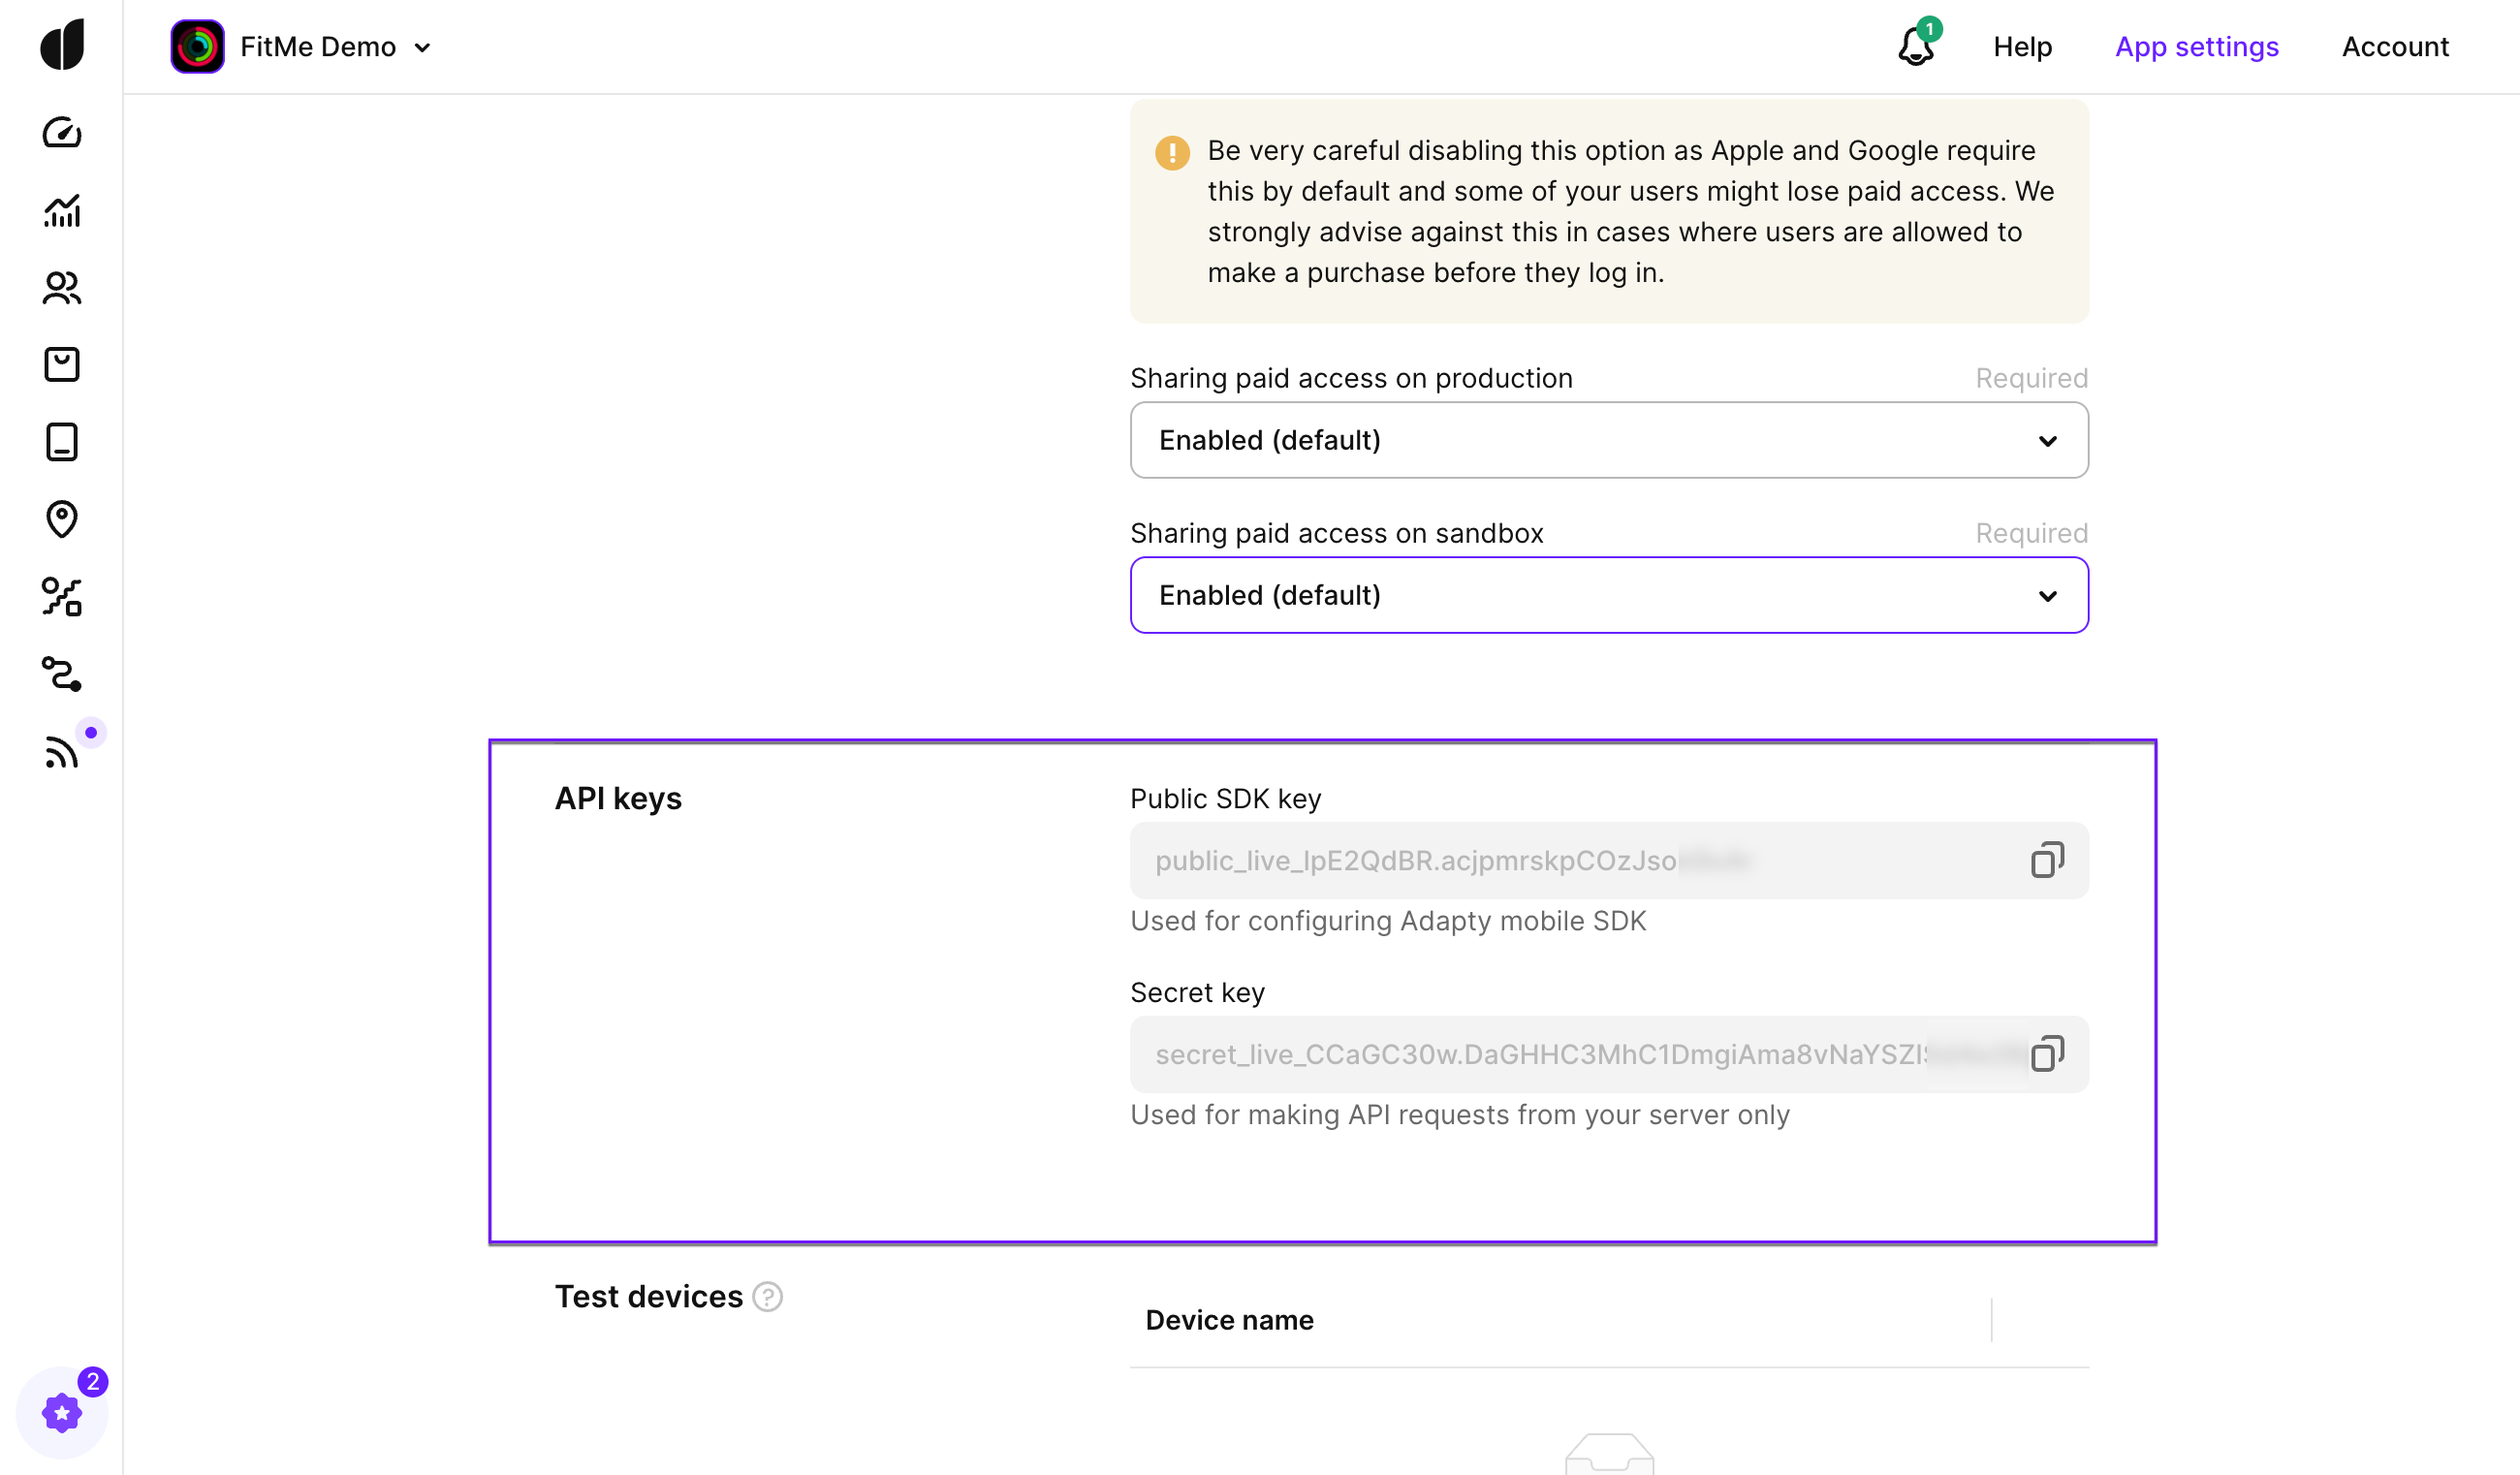 FitMe Demo
1
Help
App settings
Account
Be very careful disabling this option as Apple and Google require
this by default and some of your users might lose paid access. We
strongly advise against this in cases where users are allowed to
make a purchase before they log in.
Sharing paid access on production
Required
Enabled (default)
Sharing paid access on sandbox
Required
Enabled (default)
API keys
Public SDK key
public_live_IpE2QdBR.acjpmrskpCOzJso
Used for configuring Adapty mobile SDK
Secret key
secret_live_CCaGC30w.DaGHHC3MhC1DmgiAma8vNaYSZI
Used for making API requests from your server only
Test devices
Device name
2